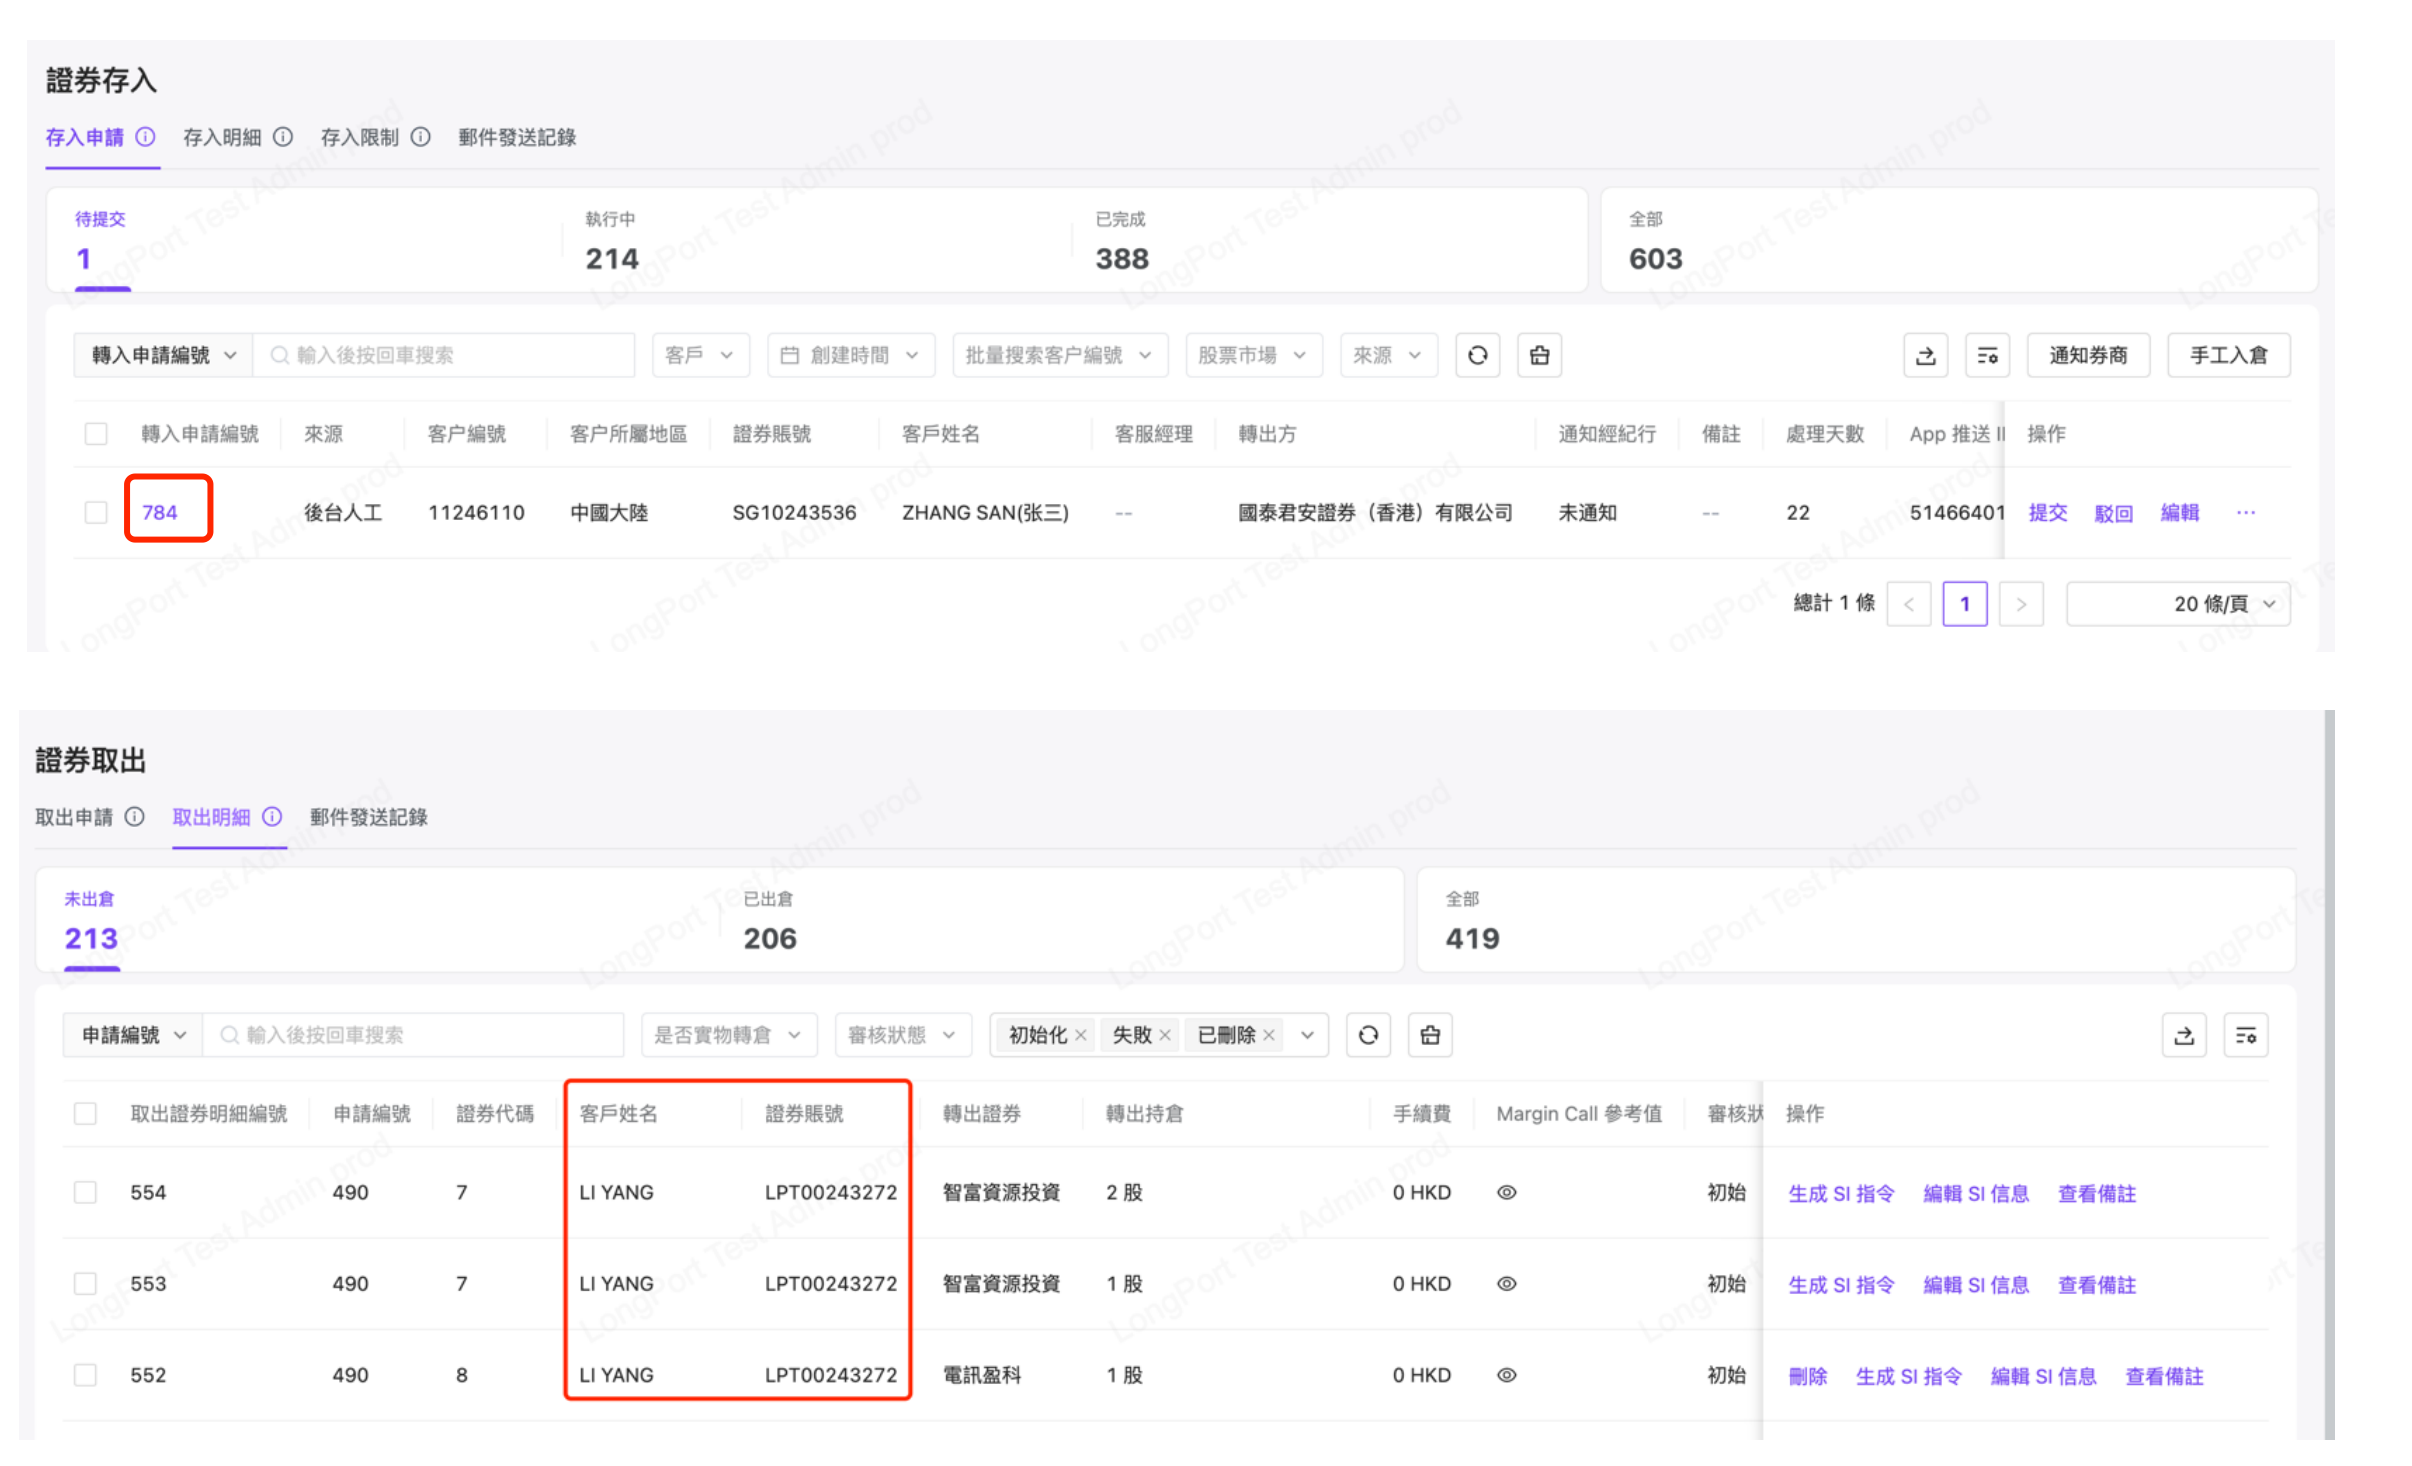 證券存入
存入申請 存入明細 存入限制 郵件發送記錄
待提交 執行中 已完成 全部
1 214 388 603
轉入申請編號 輸入後按回車搜索 客戶 創建時間 批量搜索客户編號 股票市場 來源 通知券商 手工入倉
轉入申請編號 來源 客户編號 客户所屬地區 證券賬號 客戶姓名 客服經理 轉出方 通知經紀行 備註 處理天數 App 推送 操作
784 後台人工 11246110 中國大陸 SG10243536 ZHANG SAN(张三) -- 國泰君安證券（香港）有限公司 未通知 -- 22 51466401 提交 駁回 編輯 ···
總計 1 條 < 1 > 20 條/頁
證券取出
取出申請 取出明細 郵件發送記錄
未出倉 已出倉 全部
213 206 419
申請編號 輸入後按回車搜索 是否實物轉倉 審核狀態 初始化 × 失敗 × 已刪除 ×
取出證券明細編號 申請編號 證券代碼 客戶姓名 證券賬號 轉出證券 轉出持倉 手續費 Margin Call 參考值 審核狀 操作
554 490 7 LI YANG LPT00243272 智富資源投資 2 股 0 HKD 初始 生成 SI 指令 編輯 SI 信息 查看備註
553 490 7 LI YANG LPT00243272 智富資源投資 1 股 0 HKD 初始 生成 SI 指令 編輯 SI 信息 查看備註
552 490 8 LI YANG LPT00243272 電訊盈科 1 股 0 HKD 初始 刪除 生成 SI 指令 編輯 SI 信息 查看備註
LongPort Test Admin prod